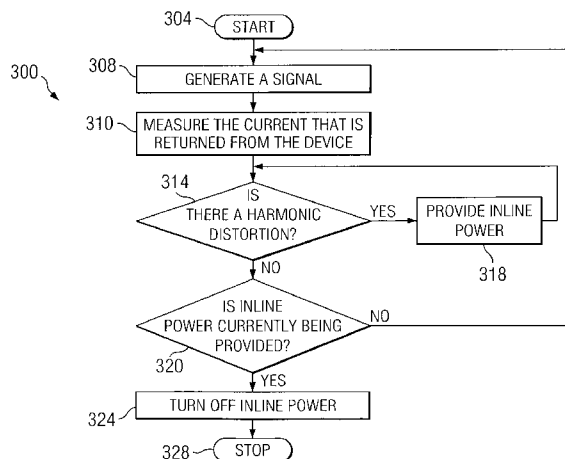 304
START
300
308
GENERATE A SIGNAL
310
MEASURE THE CURRENT THAT IS
RETURNED FROM THE DEVICE
314
IS
THERE A HARMONIC
DISTORTION?
YES
PROVIDE INLINE
POWER
318
NO
IS INLINE
POWER CURRENTLY BEING
PROVIDED?
NO
320
YES
324
TURN OFF INLINE POWER
328
STOP